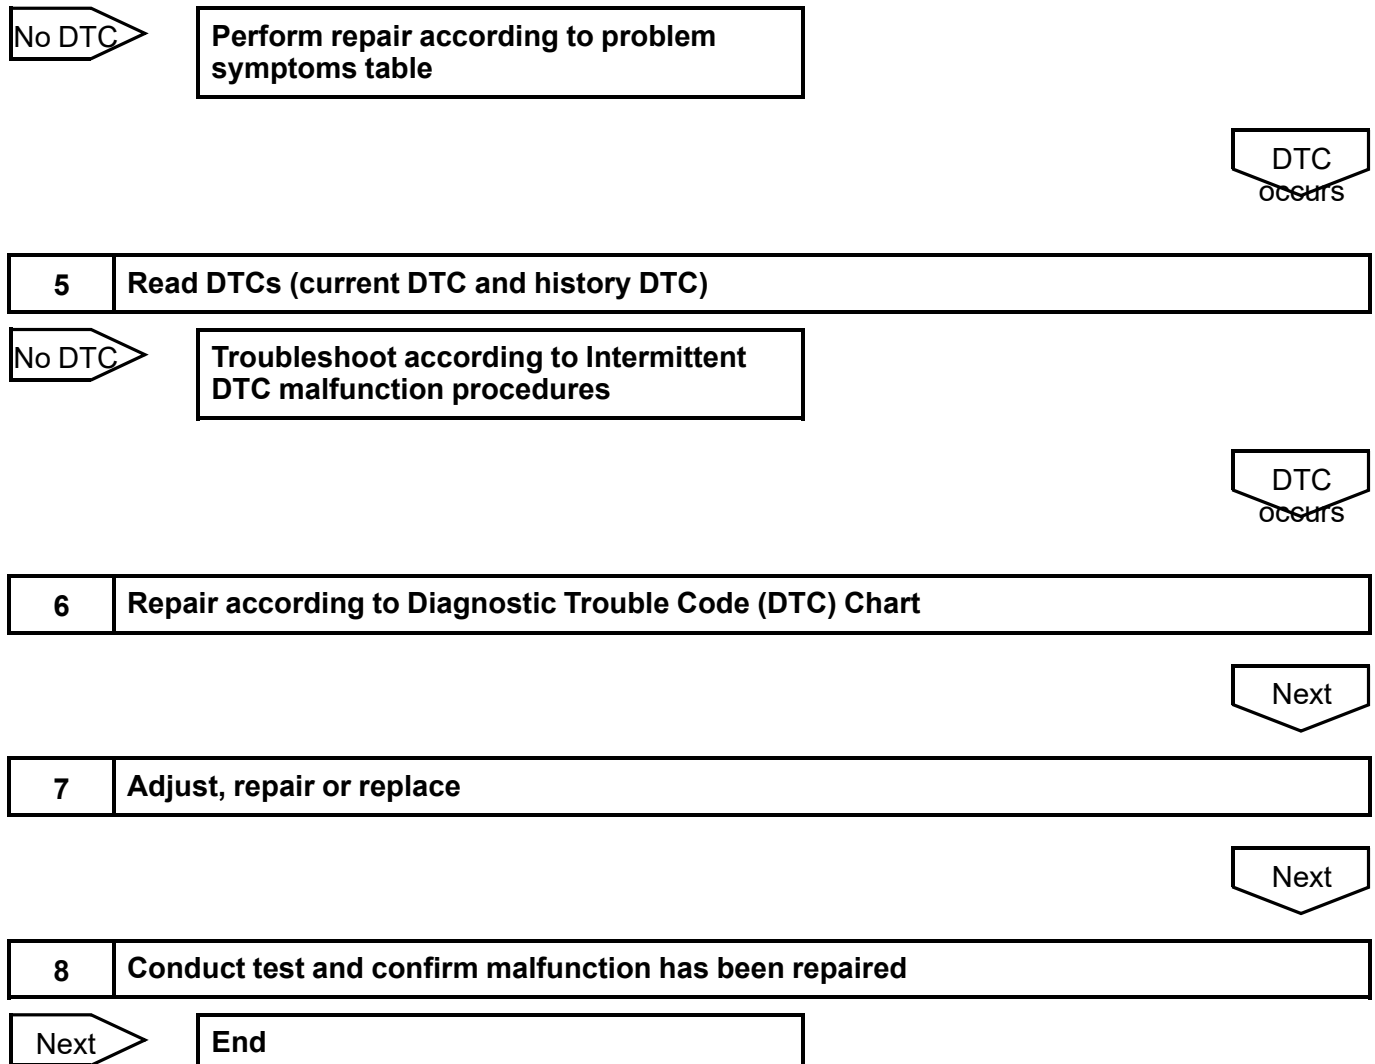 No DTC
Perform repair according to problem
symptoms table
DTC
occurs
5 Read DTCs (current DTC and history DTC)
No DTC
Troubleshoot according to Intermittent
DTC malfunction procedures
DTC
occurs
6 Repair according to Diagnostic Trouble Code (DTC) Chart
Next
7 Adjust, repair or replace
Next
8 Conduct test and confirm malfunction has been repaired
Next
End